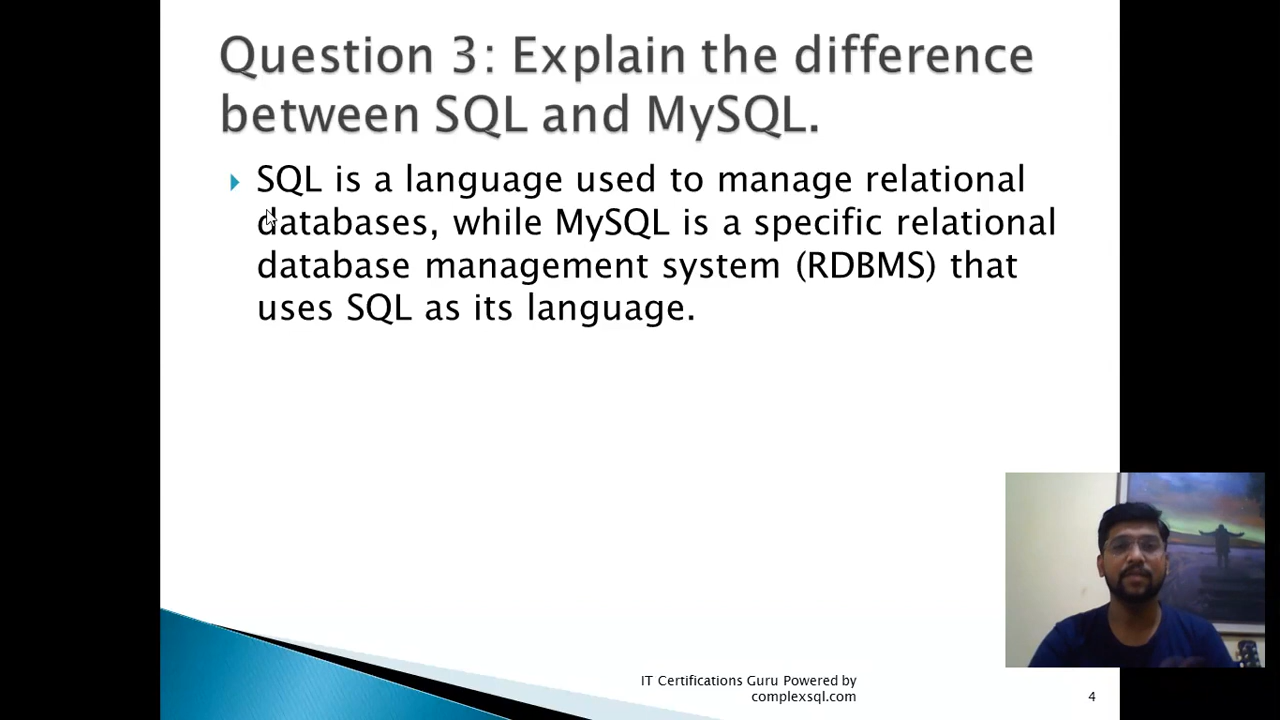 Question 3: Explain the difference
between SQL and MySQL.
SQL is a language used to manage relational
databases, while MySQL is a specific relational
database management system (RDBMS) that
uses SQL as its language.
IT Certifications Guru Powered by
complexsql.com
4